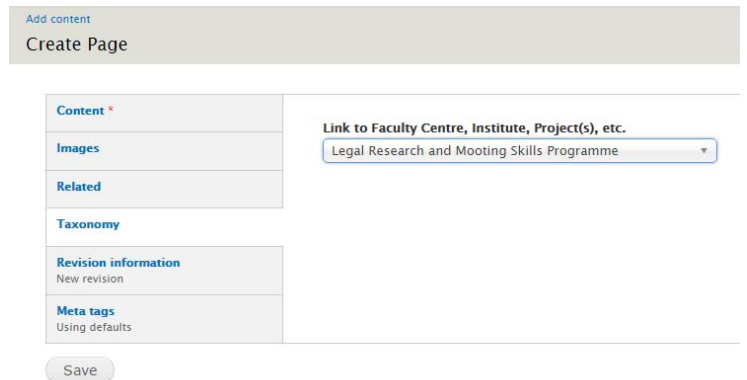 Add content
Create Page
Content *
Images
Related
Taxonomy
Revision information
New revision
Meta tags
Using defaults
Link to Faculty Centre, Institute, Project(s), etc.
Legal Research and Mooting Skills Programme
Save